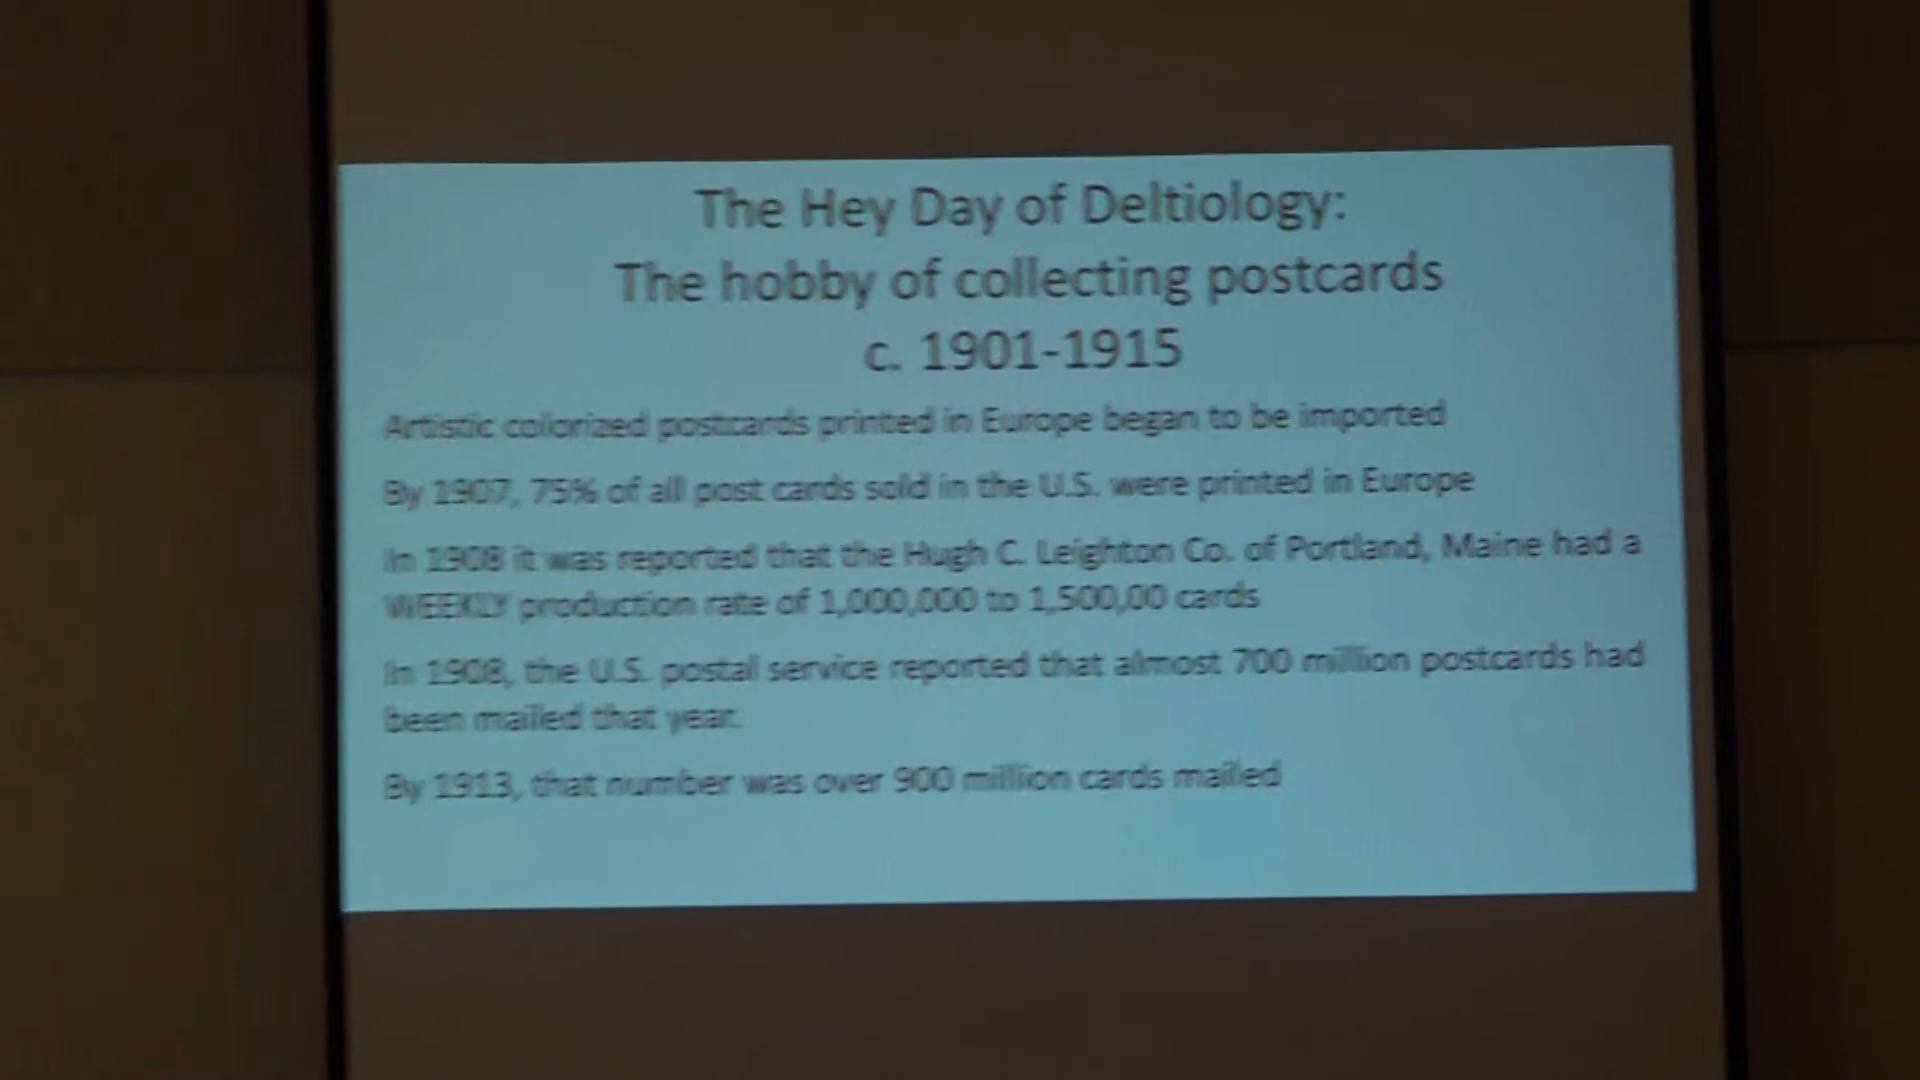 The Hey Day of Deltiology:
The hobby of collecting postcards
c. 1901-1915
Artistic colorized postcards printed in Europe began to be imported
By 1907, 75% of all post cards sold in the U.S. were printed in Europe
In 1908 it was reported that the Hugh C. Leighton Co. of Portland, Maine had a
WEEKLY production rate of 1,000,000 to 1,500,00 cards
In 1908, the U.S. postal service reported that almost 700 million postcards had
been mailed that year.
By 1913, that number was over 900 million cards mailed